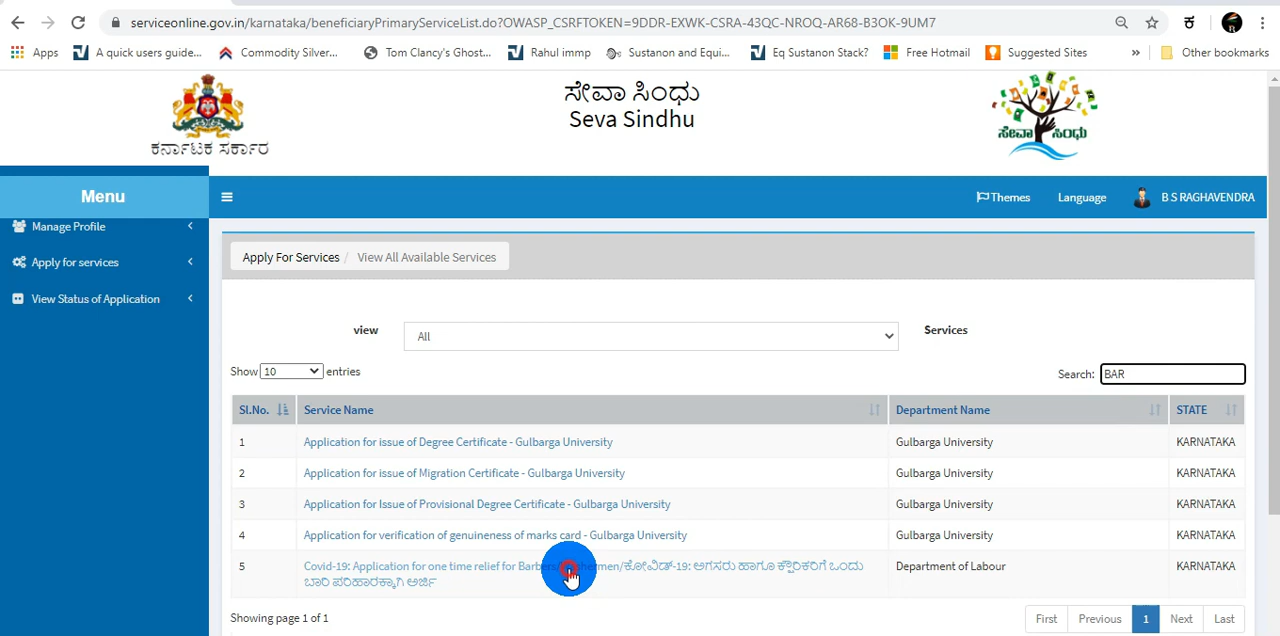 serviceonline.gov.in/karnataka/beneficiaryPrimaryServiceList.do?OWASP_CSRFTOKEN=9DDR-EXWK-CSRA-43QC-NROQ-AR68-B3OK-9UM7
Apps A quick users guide... Commodity Silver... Tom Clancy's Ghost... Rahul immp Sustanon and Equi... Eq Sustanon Stack? Free Hotmail Suggested Sites » Other bookmarks
ಸೇವಾ ಸಿಂಧು
Seva Sindhu
ಕರ್ನಾಟಕ ಸರ್ಕಾರ
ಸೇವಾ ಸಿಂಧು
Menu
Themes Language B S RAGHAVENDRA
Manage Profile
Apply for services
View Status of Application
Apply For Services / View All Available Services
view All Services
Show 10 entries Search: BAR
Sl.No. Service Name Department Name STATE
1 Application for issue of Degree Certificate - Gulbarga University Gulbarga University KARNATAKA
2 Application for issue of Migration Certificate - Gulbarga University Gulbarga University KARNATAKA
3 Application for Issue of Provisional Degree Certificate - Gulbarga University Gulbarga University KARNATAKA
4 Application for verification of genuineness of marks card - Gulbarga University Gulbarga University KARNATAKA
5 Covid-19: Application for one time relief for /ಕೋವಿಡ್-19: ಅಗಸರು ಹಾಗೂ ಕ್ಷೌರಿಕರಿಗೆ ಒಂದು Department of Labour KARNATAKA
ಬಾರಿ ಪರಿಹಾರಕ್ಕಾಗಿ ಅರ್ಜಿ
Showing page 1 of 1 First Previous 1 Next Last